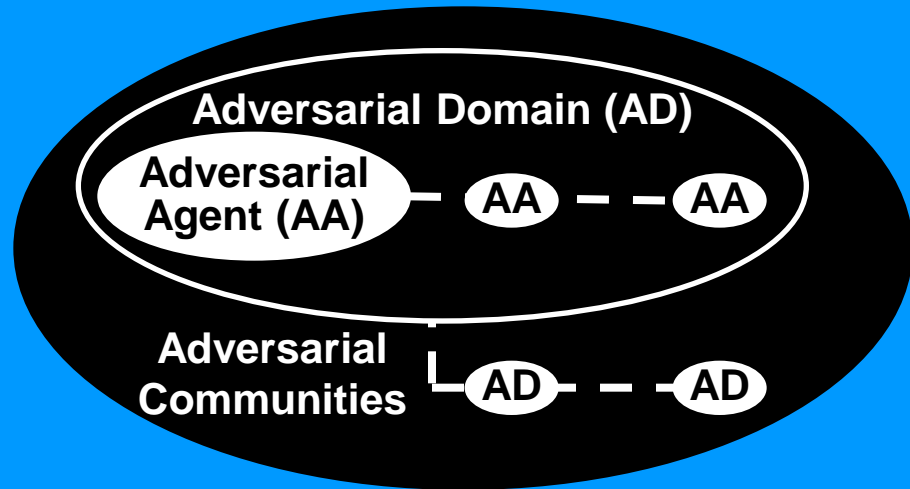 Adversarial Domain (AD)
Adversarial
Agent (AA)
AA
AA
Adversarial
Communities
AD
AD